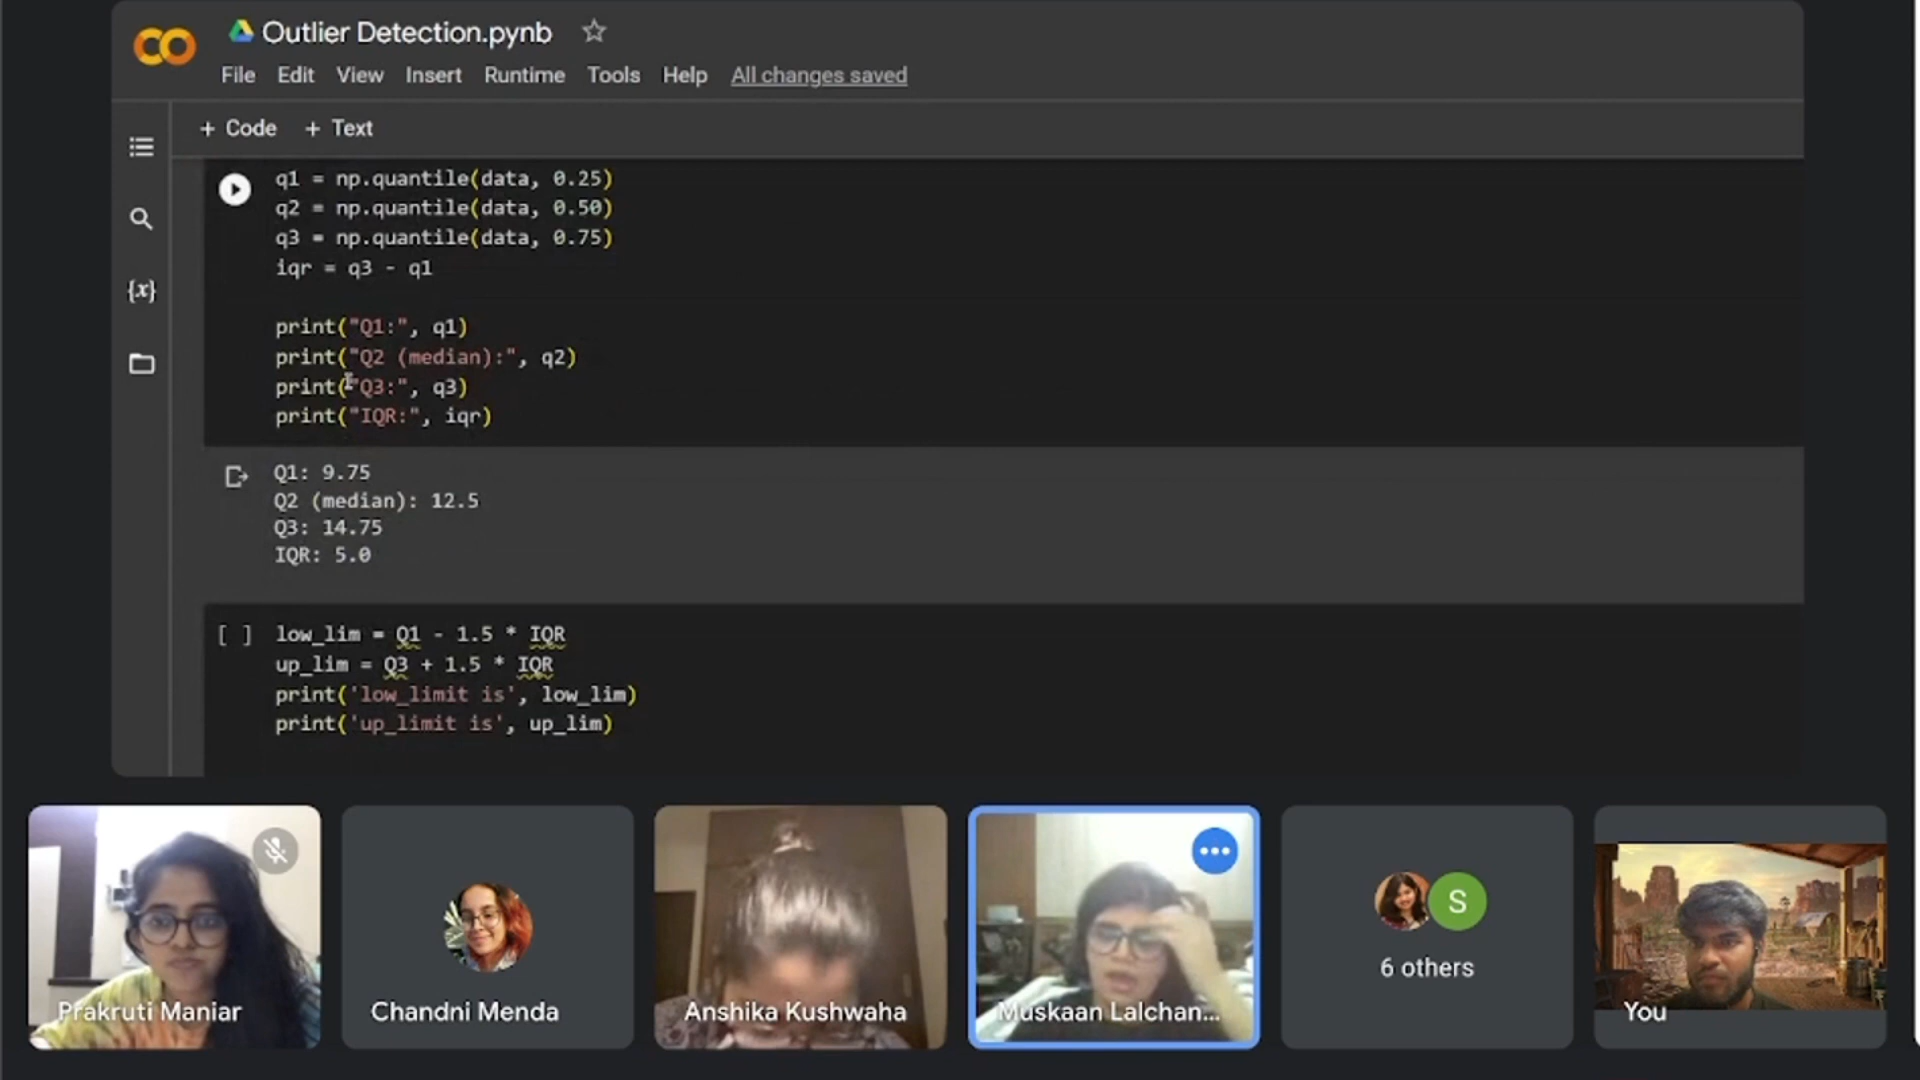 Outlier Detection.pynb
File Edit View Insert Runtime Tools Help All changes saved
+ Code + Text
{x}
q1 = np.quantile(data, 0.25)
q2 = np.quantile(data, 0.50)
q3 = np.quantile(data, 0.75)
iqr = q3 - q1
print("Q1:", q1)
print("Q2 (median):", q2)
print("Q3:", q3)
print("IQR:", iqr)
Q1: 9.75
Q2 (median): 12.5
Q3: 14.75
IQR: 5.0
[ ] low_lim = Q1 - 1.5 * IQR
up_lim = Q3 + 1.5 * IQR
print('low_limit is', low_lim)
print('up_limit is', up_lim)
Prakruti Maniar
Chandni Menda
Anshika Kushwaha
Muskaan Lalchan...
S
6 others
You